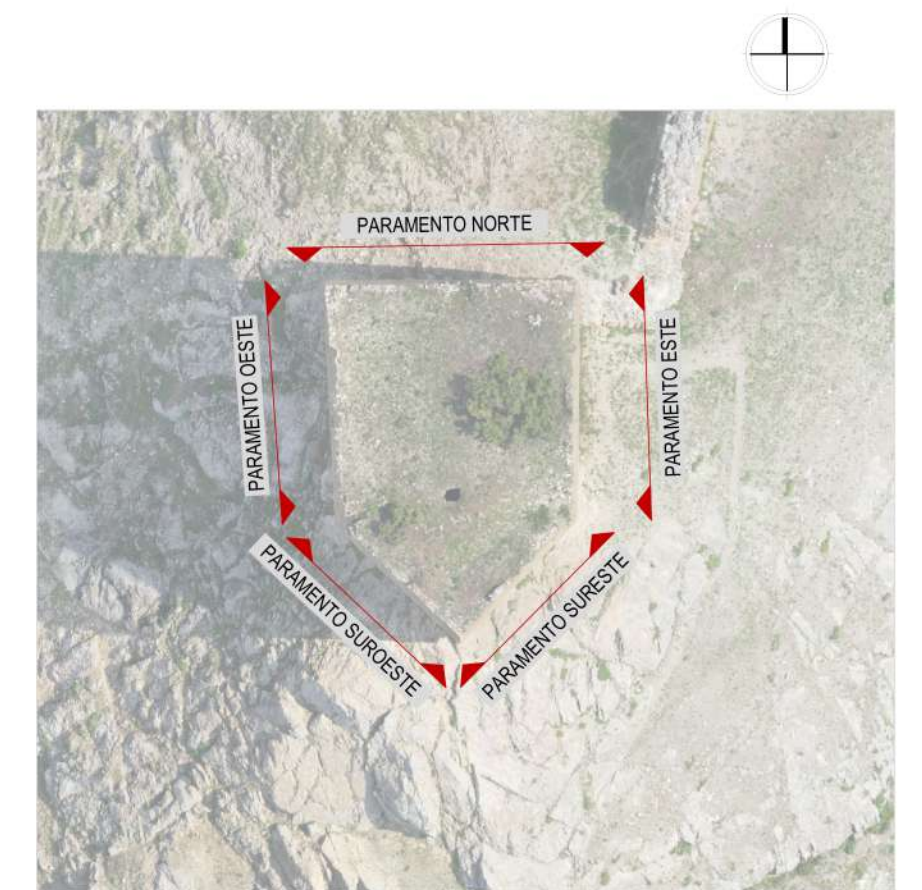 PARAMENTO NORTE
PARAMENTO OESTE
PARAMENTO ESTE
PARAMENTO SUROESTE
PARAMENTO SURESTE